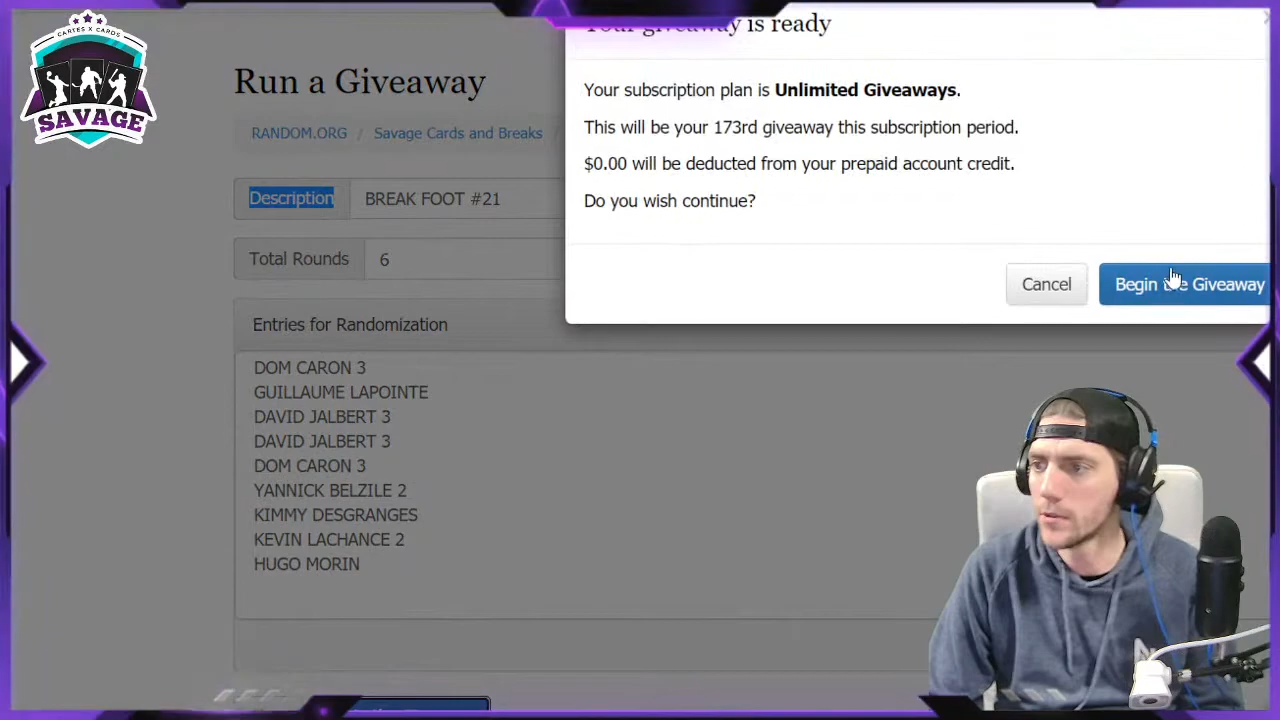 CARTES X CARDS
SAVAGE
Run a Giveaway
RANDOM.ORG / Savage Cards and Breaks /
Description BREAK FOOT #21
Total Rounds 6
Entries for Randomization
DOM CARON 3
GUILLAUME LAPOINTE
DAVID JALBERT 3
DAVID JALBERT 3
DOM CARON 3
YANNICK BELZILE 2
KIMMY DESGRANGES
KEVIN LACHANCE 2
HUGO MORIN
Your giveaway is ready
Your subscription plan is Unlimited Giveaways.
This will be your 173rd giveaway this subscription period.
$0.00 will be deducted from your prepaid account credit.
Do you wish continue?
Cancel
Begin the Giveaway